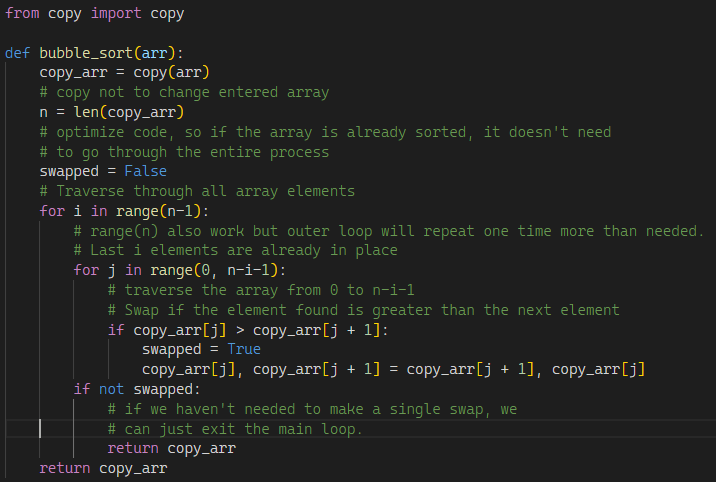 from copy import copy

def bubble_sort(arr):
    copy_arr = copy(arr)
    # copy not to change entered array
    n = len(copy_arr)
    # optimize code, so if the array is already sorted, it doesn't need
    # to go through the entire process
    swapped = False
    # Traverse through all array elements
    for i in range(n-1):
        # range(n) also work but outer loop will repeat one time more than needed.
        # Last i elements are already in place
        for j in range(0, n-i-1):
            # traverse the array from 0 to n-i-1
            # Swap if the element found is greater than the next element
            if copy_arr[j] > copy_arr[j + 1]:
                swapped = True
                copy_arr[j], copy_arr[j + 1] = copy_arr[j + 1], copy_arr[j]
        if not swapped:
            # if we haven't needed to make a single swap, we
            # can just exit the main loop.
            return copy_arr
    return copy_arr